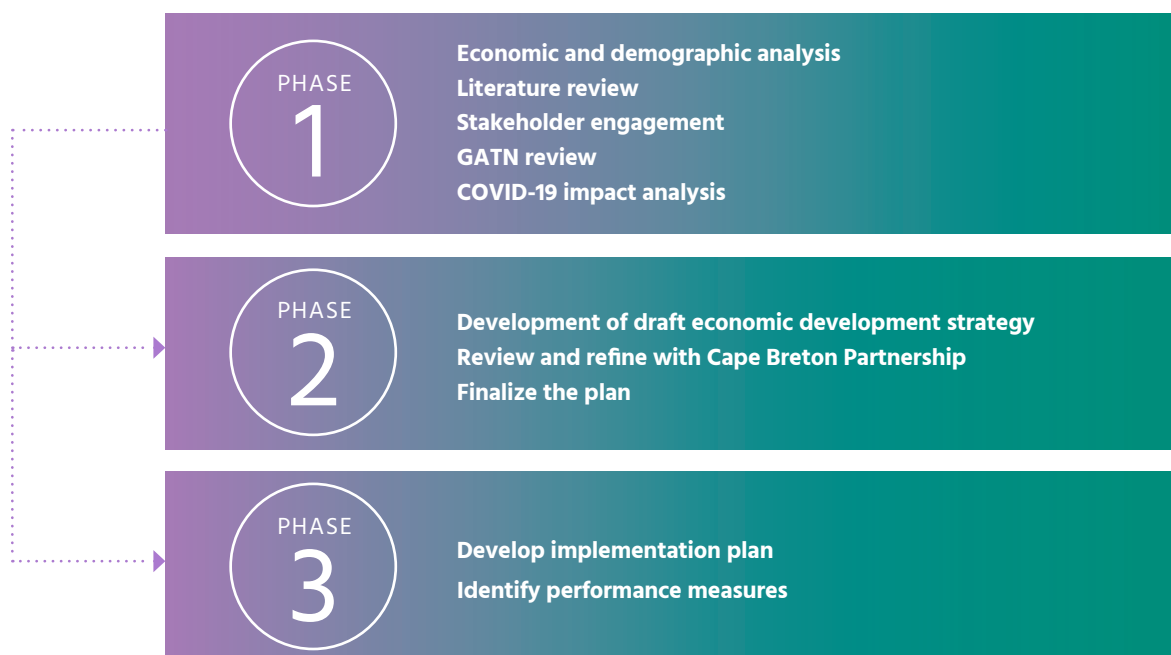 PHASE
1
Economic and demographic analysis
Literature review
Stakeholder engagement
GATN review
COVID-19 impact analysis
PHASE
2
Development of draft economic development strategy
Review and refine with Cape Breton Partnership
Finalize the plan
PHASE
3
Develop implementation plan
Identify performance measures